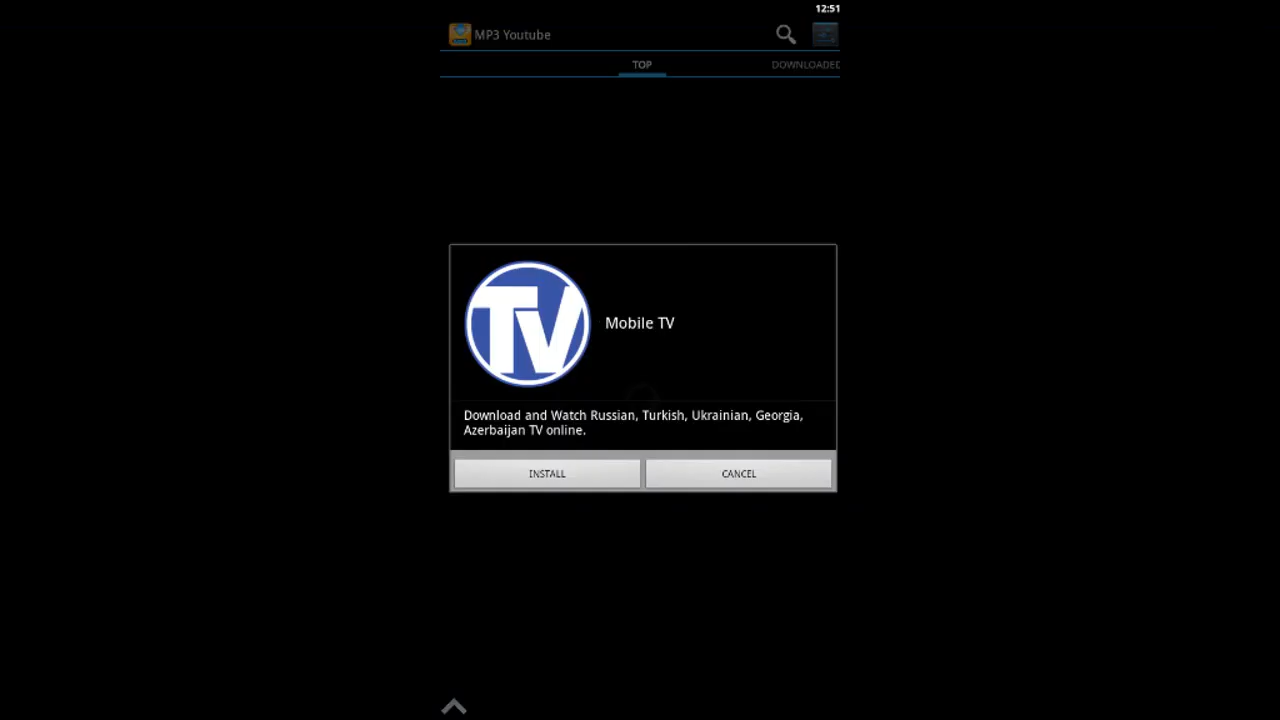 12:51
MP3 Youtube
TOP
DOWNLOADED
TV
Mobile TV
Download and Watch Russian, Turkish, Ukrainian, Georgia,
Azerbaijan TV online.
INSTALL
CANCEL